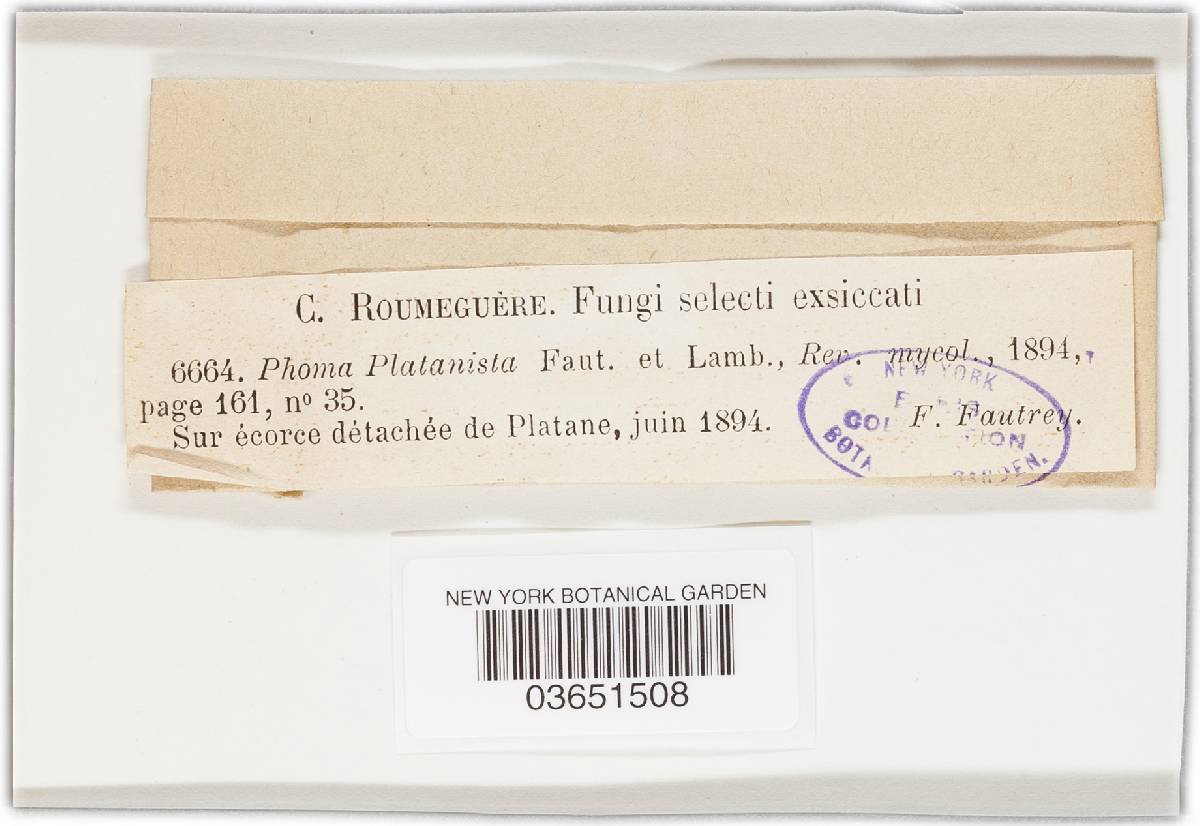 C. ROUMEGUÈRE. Fungi selecti exsiccati
6664. Phoma Platanista Faut. et Lamb., Rev. mycol., 1894,
page 161, nº 35.
Sur écorce détachée de Platane, juin 1894.
F. Fautrey.
NEW YORK
BOTA GARDEN.
NEW YORK BOTANICAL GARDEN
03651508